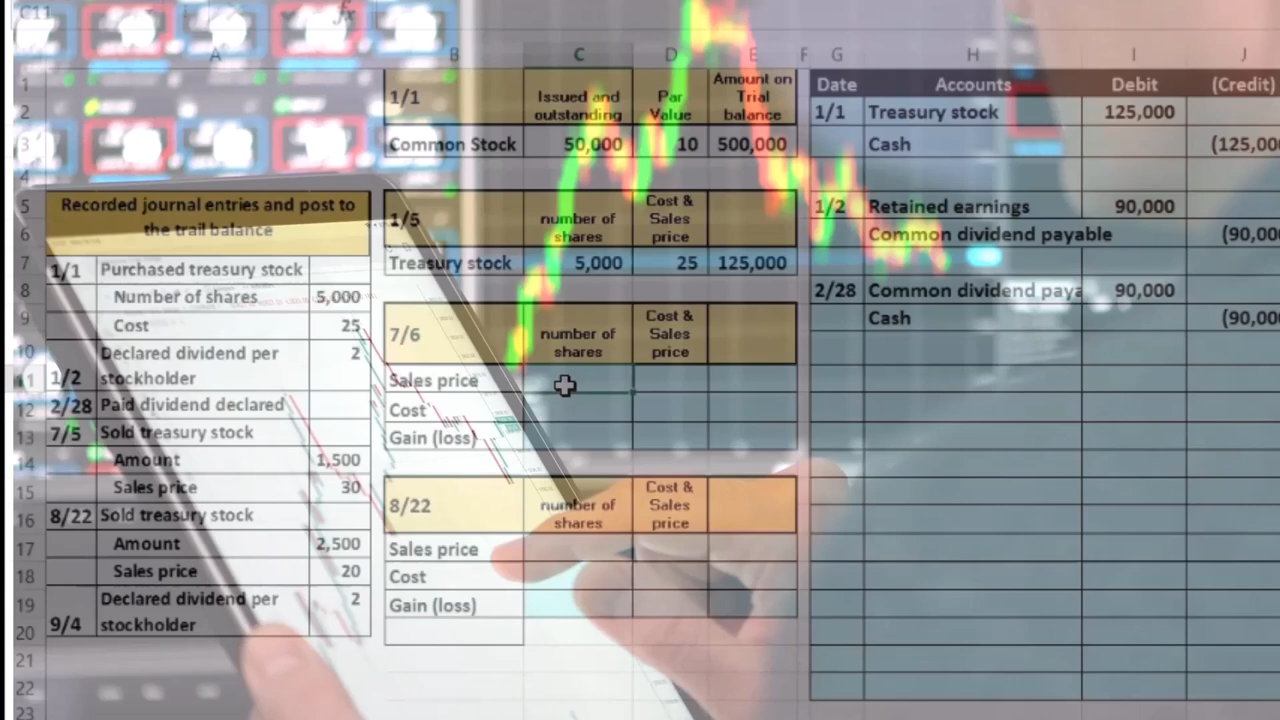 C11
fx
A B C D E F G H I J
1 1/1 Issued and outstanding Par Value Amount on Trial balance Date Accounts Debit (Credit)
2 1/1 Treasury stock 125,000
3 Common Stock 50,000 10 500,000 Cash (125,00
4
5 Recorded journal entries and post to 1/5 number of shares Cost & Sales price 1/2 Retained earnings 90,000
6 the trail balance Common dividend payable (90,00
7 1/1 Purchased treasury stock Treasury stock 5,000 25 125,000
8 Number of shares 5,000 2/28 Common dividend paya 90,000
9 Cost 25 7/6 number of shares Cost & Sales price Cash (90,00
10 Declared dividend per 2
11 1/2 stockholder Sales price
12 2/28 Paid dividend declared Cost
13 7/5 Sold treasury stock Gain (loss)
14 Amount 1,500
15 Sales price 30 8/22 number of shares Cost & Sales price
16 8/22 Sold treasury stock
17 Amount 2,500 Sales price
18 Sales price 20 Cost
19 Declared dividend per 2 Gain (loss)
20 9/4 stockholder
21
22
23